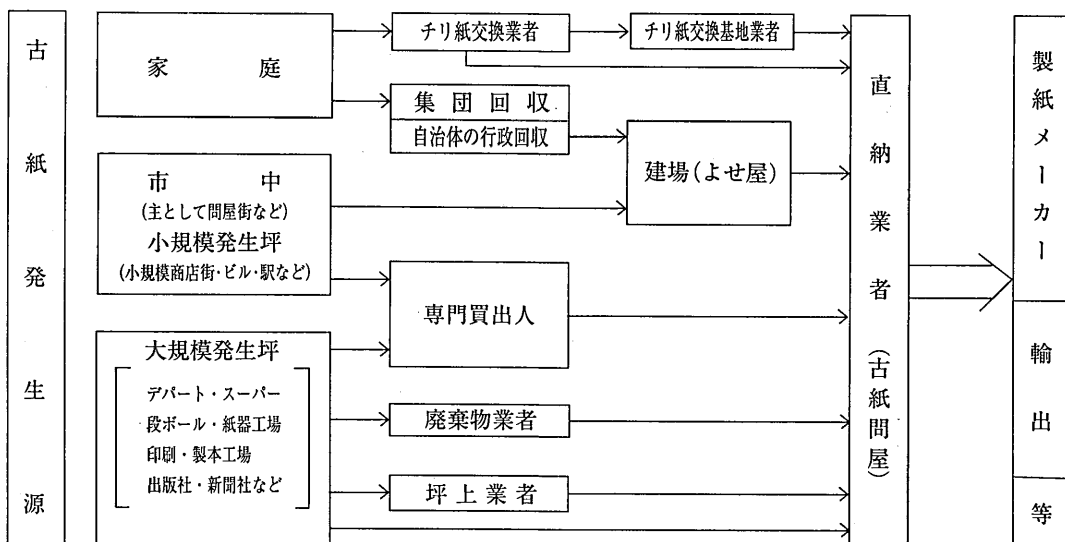 古紙発生源
家庭
市中
(主として問屋街など)
小規模発生坪
(小規模商店街・ビル・駅など)
大規模発生坪
デパート・スーパー
段ボール・紙器工場
印刷・製本工場
出版社・新聞社など
チリ紙交換業者
チリ紙交換基地業者
集団回収
自治体の行政回収
建場(よせ屋)
専門買出人
廃棄物業者
坪上業者
直納業者(古紙問屋)
製紙メーカー
輸出
等